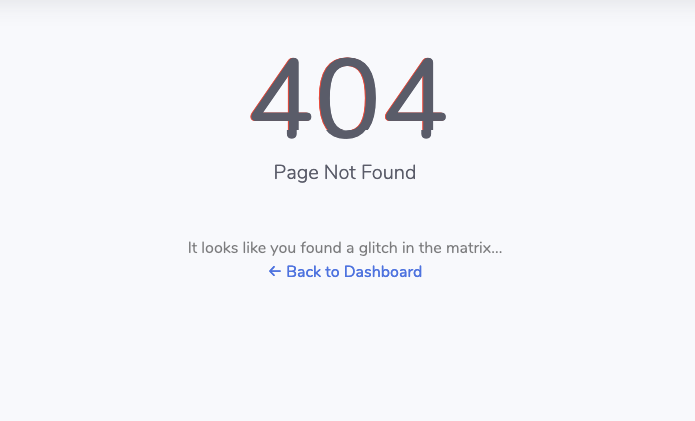 404
Page Not Found
It looks like you found a glitch in the matrix...
← Back to Dashboard